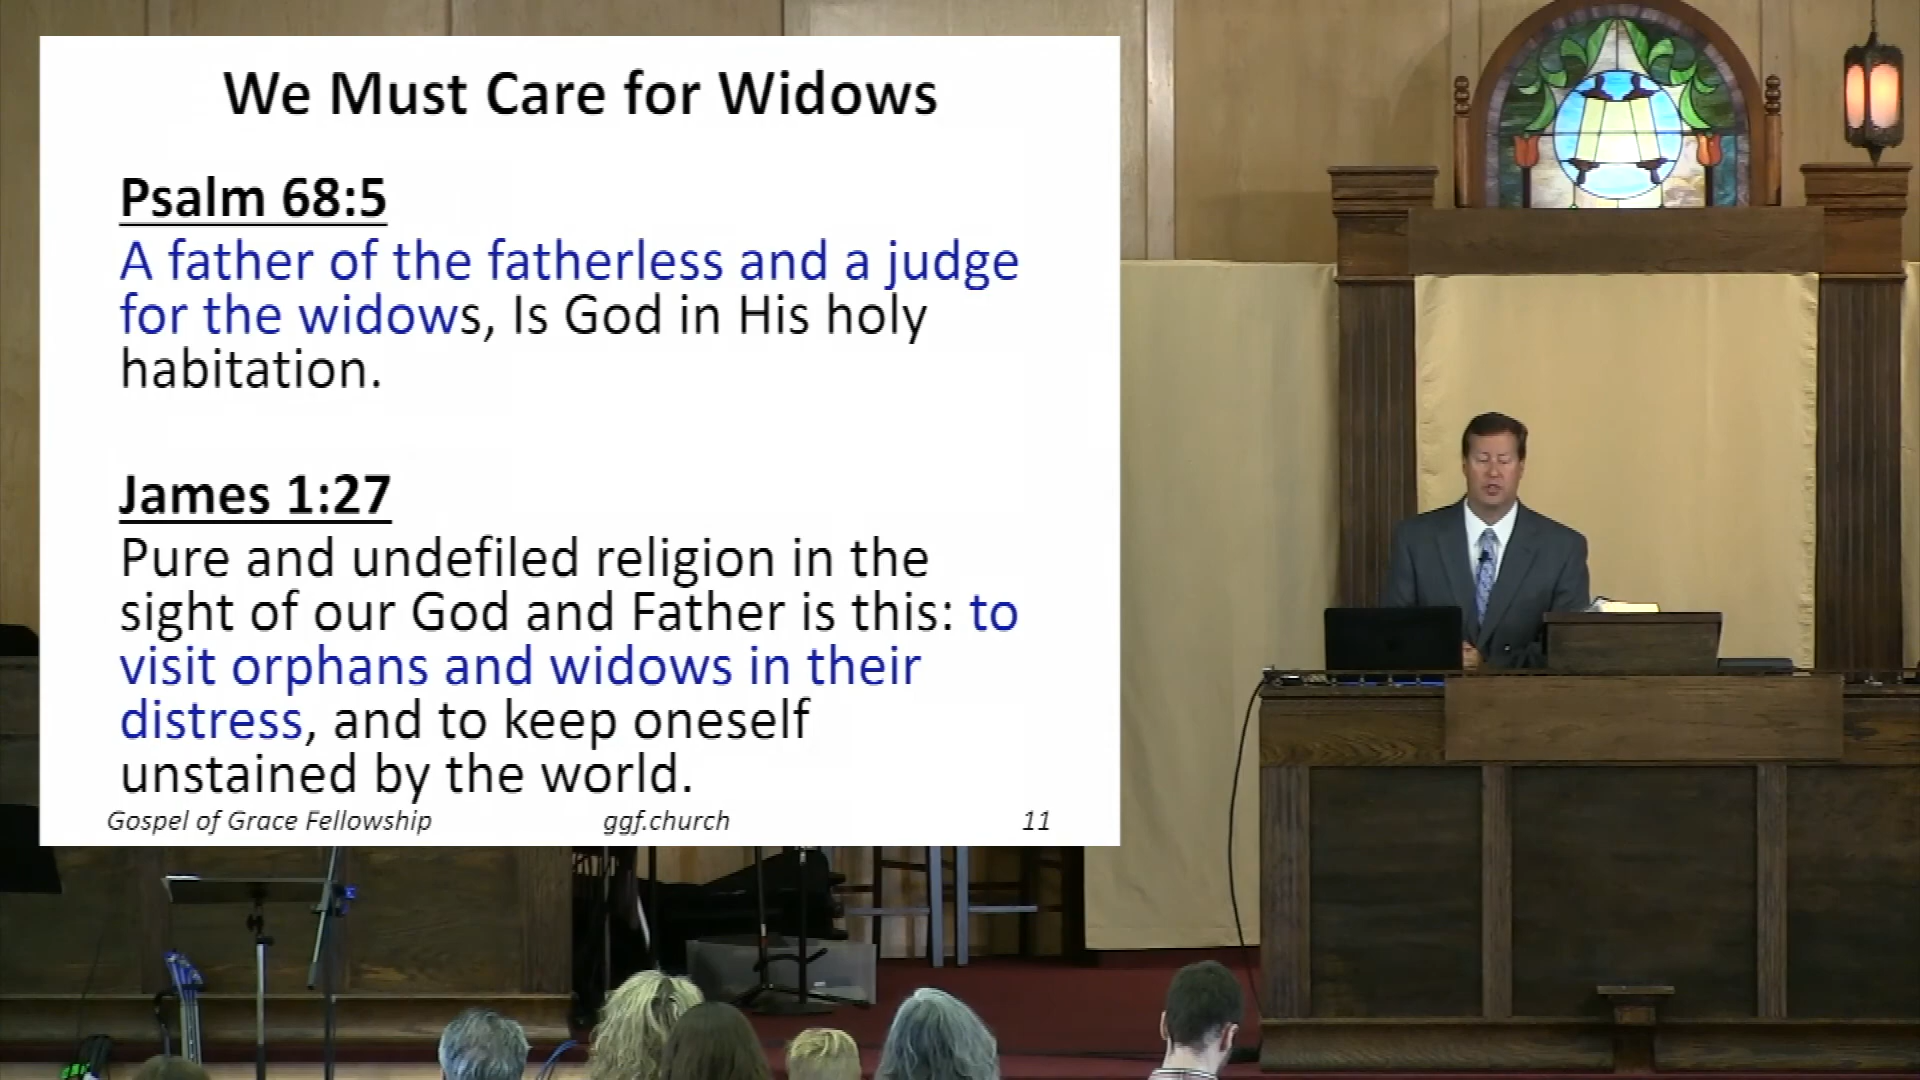 We Must Care for Widows
Psalm 68:5
A father of the fatherless and a judge
for the widows, Is God in His holy
habitation.
James 1:27
Pure and undefiled religion in the
sight of our God and Father is this: to
visit orphans and widows in their
distress, and to keep oneself
unstained by the world.
Gospel of Grace Fellowship ggf.church 11